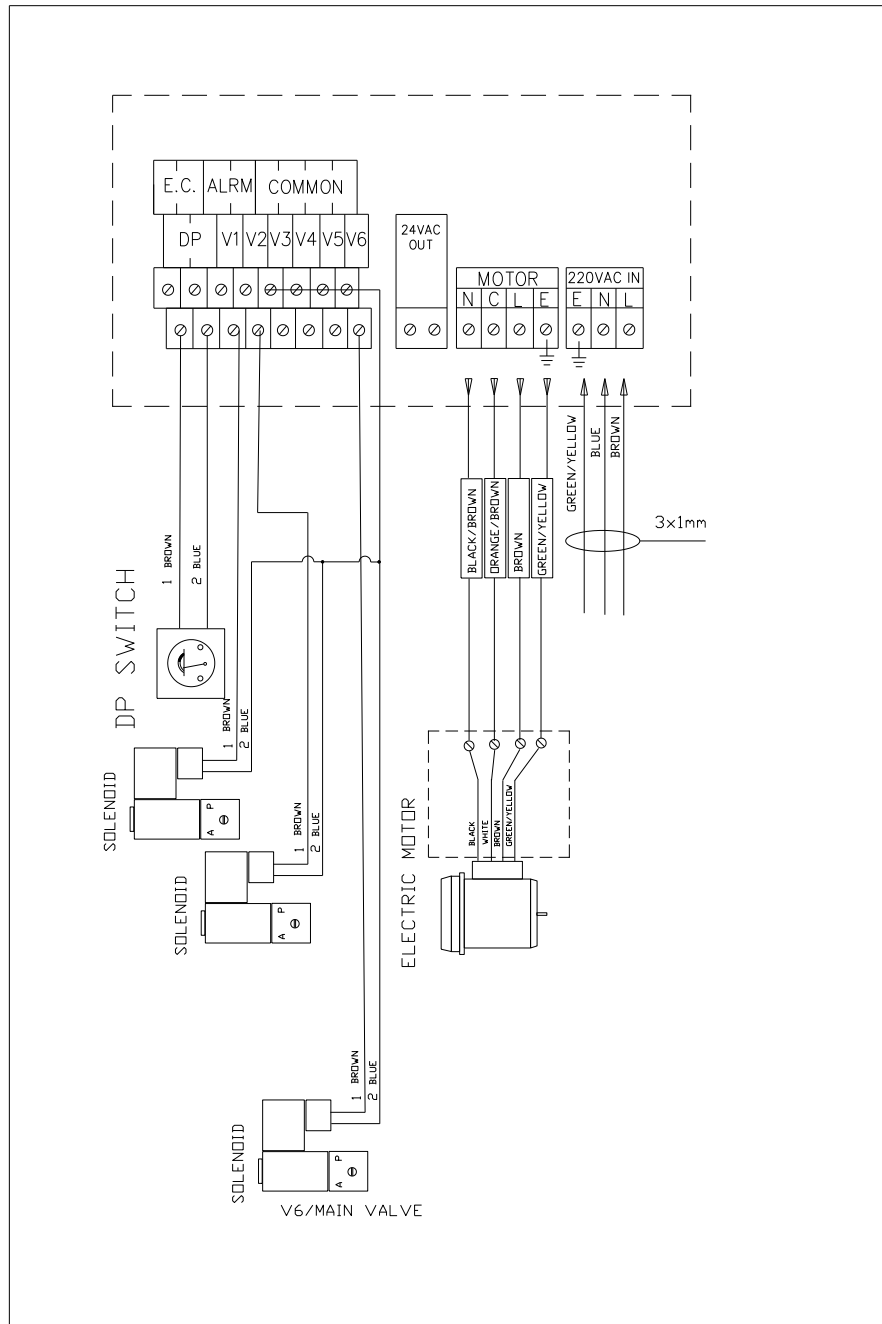 E.C. ALRM COMMON
DP V1 V2 V3 V4 V5 V6
24VAC
OUT
MOTOR
N C L E
220VAC IN
E N L
GREEN/YELLOW
BLUE
BROWN
3x1mm
BLACK/BROWN
ORANGE/BROWN
BROWN
GREEN/YELLOW
1 BROWN
2 BLUE
DP SWITCH
1 BROWN
2 BLUE
SOLENOID
A P
1 BROWN
2 BLUE
SOLENOID
A P
BLACK
WHITE
BROWN
GREEN/YELLOW
ELECTRIC MOTOR
1 BROWN
2 BLUE
SOLENOID
A P
V6/MAIN VALVE